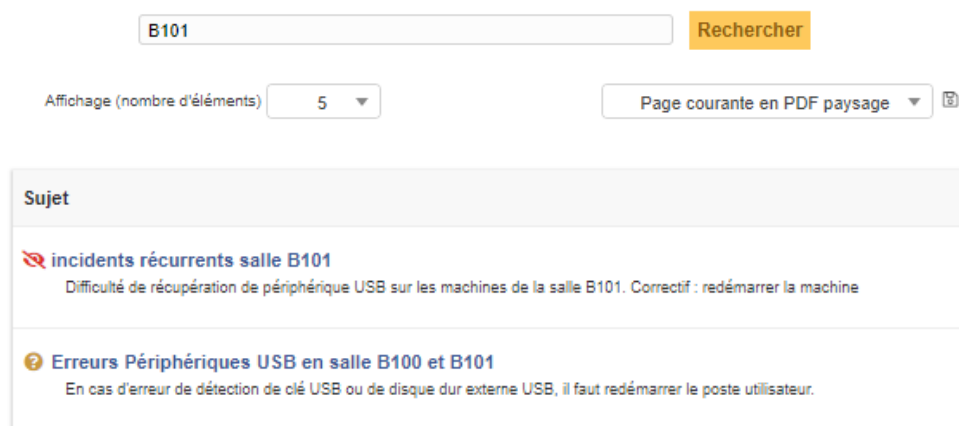 B101
Rechercher
Affichage (nombre d'éléments) 5
Page courante en PDF paysage
Sujet
incidents récurrents salle B101
Difficulté de récupération de périphérique USB sur les machines de la salle B101. Correctif : redémarrer la machine
Erreurs Périphériques USB en salle B100 et B101
En cas d'erreur de détection de clé USB ou de disque dur externe USB, il faut redémarrer le poste utilisateur.